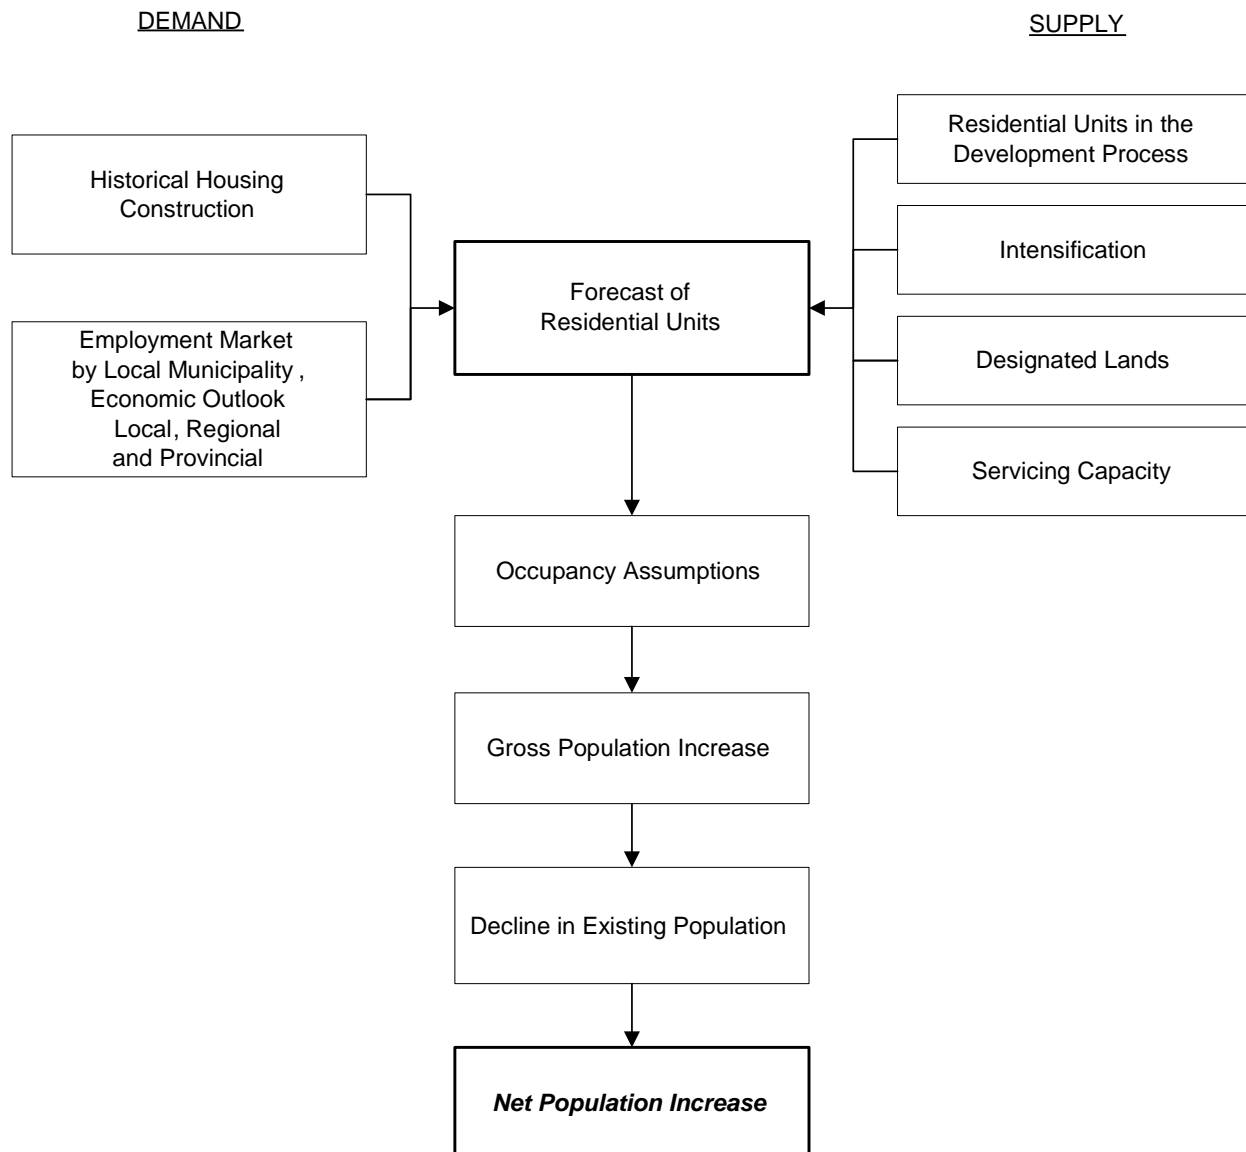 DEMAND
SUPPLY
Historical Housing
Construction
Employment Market
by Local Municipality ,
Economic Outlook
Local, Regional
and Provincial
Forecast of
Residential Units
Residential Units in the
Development Process
Intensification
Designated Lands
Servicing Capacity
Occupancy Assumptions
Gross Population Increase
Decline in Existing Population
Net Population Increase